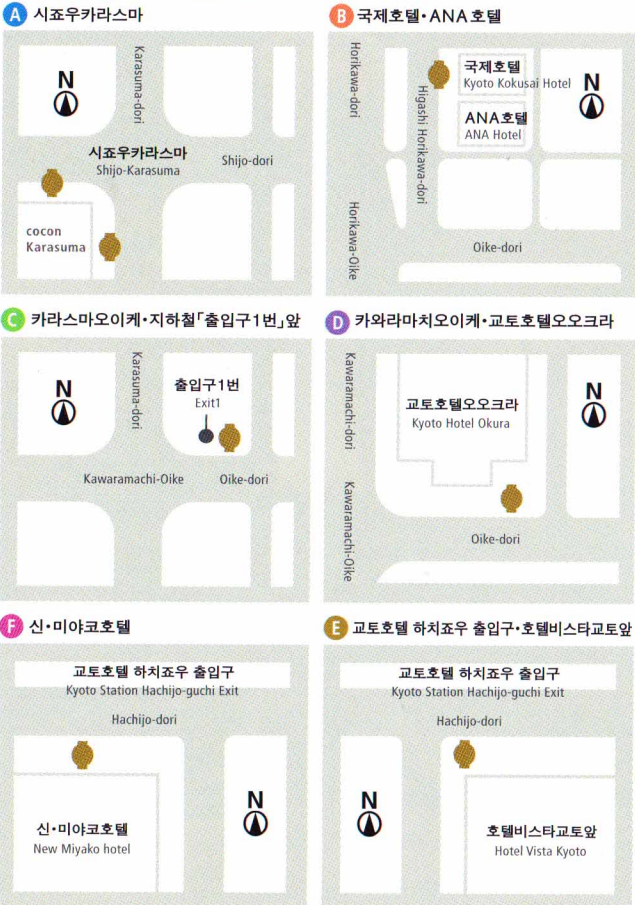 A 시죠우카라스마
N
Karasuma-dori
시죠우카라스마
Shijo-Karasuma
Shijo-dori
cocon
Karasuma
B 국제호텔·ANA 호텔
Horikawa-dori
Higashi Horikawa-dori
국제호텔
Kyoto Kokusai Hotel
N
ANA호텔
ANA Hotel
Horikawa-Oike
Oike-dori
C 카라스마오이케·지하철「출입구1번」앞
N
Karasuma-dori
출입구1번
Exit1
Kawaramachi-Oike
Oike-dori
D 카와라마치오이케·교토호텔오오크라
Kawaramachi-dori
교토호텔오오크라
Kyoto Hotel Okura
N
Kawaramachi-Oike
Oike-dori
F 신·미야코호텔
교토호텔 하치죠우 출입구
Kyoto Station Hachijo-guchi Exit
Hachijo-dori
N
신·미야코호텔
New Miyako hotel
E 교토호텔 하치죠우 출입구·호텔비스타교토앞
교토호텔 하치죠우 출입구
Kyoto Station Hachijo-guchi Exit
Hachijo-dori
N
호텔비스타교토앞
Hotel Vista Kyoto